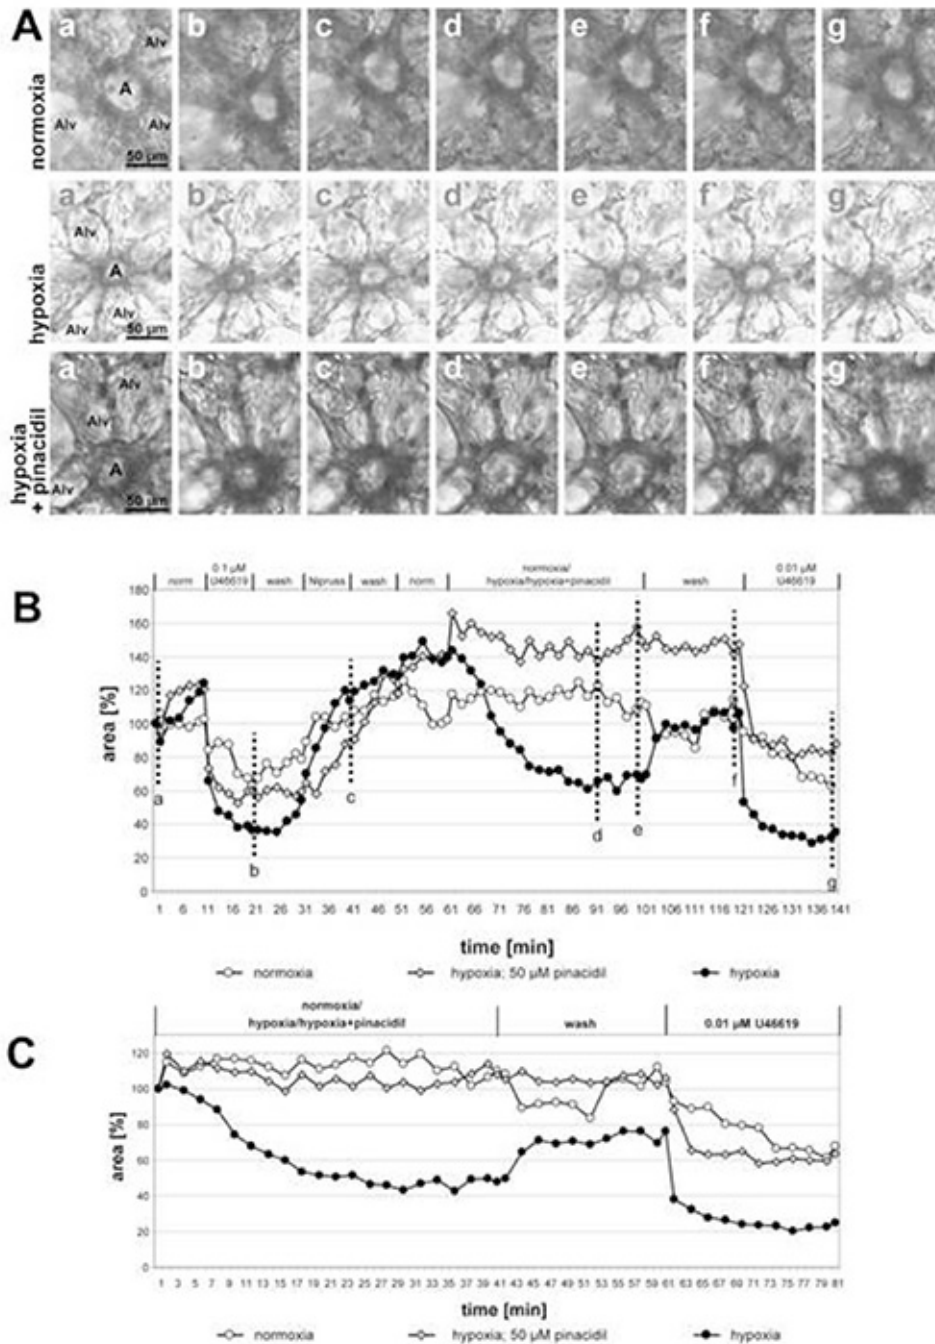 A
a b c d e f g
normoxia
A
Alv
Alv
Alv
50 µm
a b c d e f g
hypoxia
Alv
A
Alv
Alv
50 µm
a`` b`` c`` d`` e`` f`` g``
hypoxia
+ pinacidil
Alv
Alv
A
Alv
50 µm
B
norm
0.1 µM
U46619
wash
Nipruss
wash
norm
normoxia/
hypoxia/hypoxia+pinacidil
wash
0.01 µM
U46619
area [%]
180
160
140
120
100
80
60
40
20
0
a
b
c
d
e
f
g
1 6 11 16 21 26 31 36 41 46 51 56 61 66 71 76 81 86 91 96 101 106 111 116 121 126 131 136 141
time [min]
normoxia
hypoxia; 50 µM pinacidil
hypoxia
C
normoxia/
hypoxia/hypoxia+pinacidil
wash
0.01 µM U46619
area [%]
120
100
80
60
40
20
0
1 3 5 7 9 11 13 15 17 19 21 23 25 27 29 31 33 35 37 39 41 43 45 47 49 51 53 55 57 59 61 63 65 67 69 71 73 75 77 79 81
time [min]
normoxia
hypoxia; 50 µM pinacidil
hypoxia